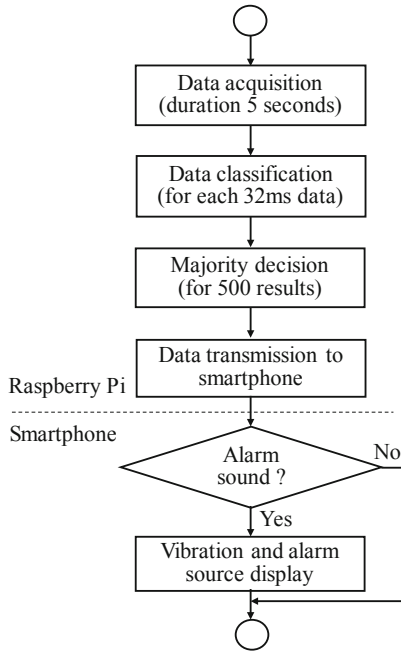 Data acquisition
(duration 5 seconds)
Data classification
(for each 32ms data)
Majority decision
(for 500 results)
Data transmission to
smartphone
Raspberry Pi
Smartphone
Alarm
sound ?
No
Yes
Vibration and alarm
source display